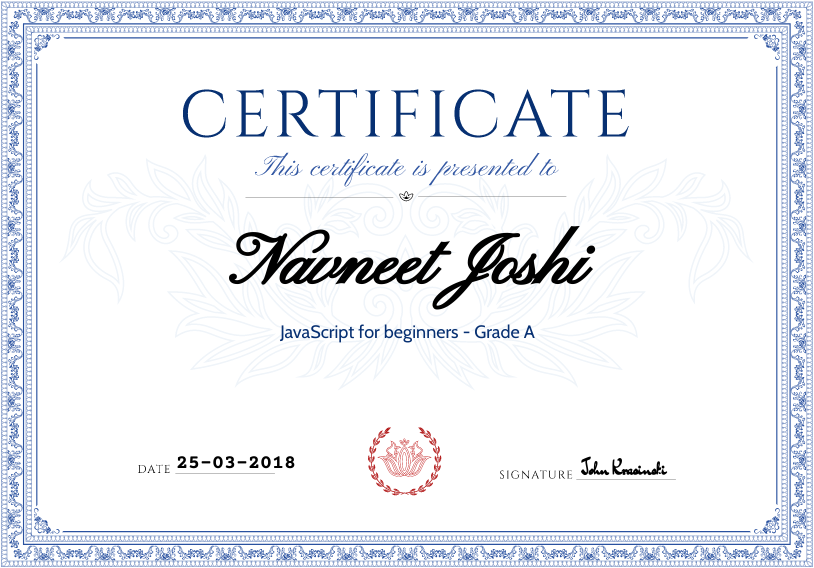 CERTIFICATE
This certificate is presented to
Navneet Joshi
JavaScript for beginners - Grade A
DATE 25-03-2018
SIGNATURE John Krasinski